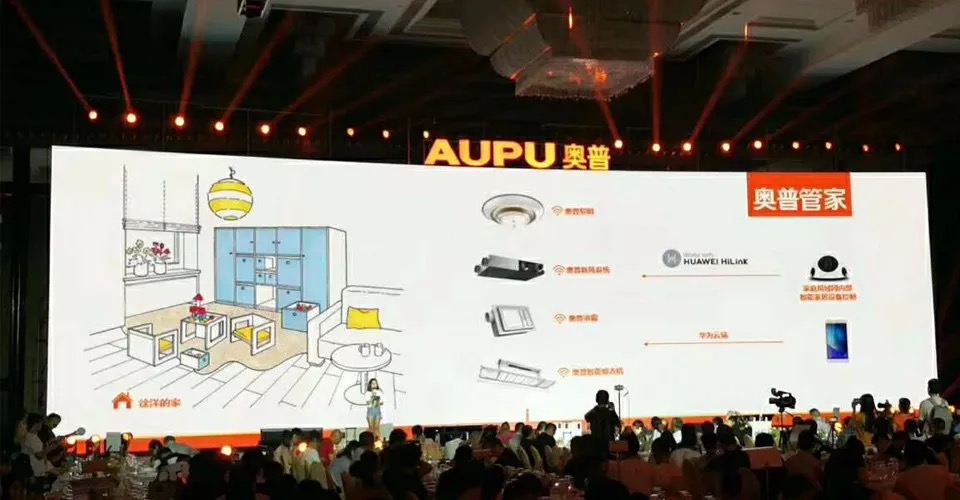 AUPU 奥普
奥普管家
奥普照明
奥普新风系统
works with
HUAWEI HiLink
家庭局域网内部
智能家居设备控制
奥普浴霸
华为云端
奥普智能晾衣机
徐洋的家